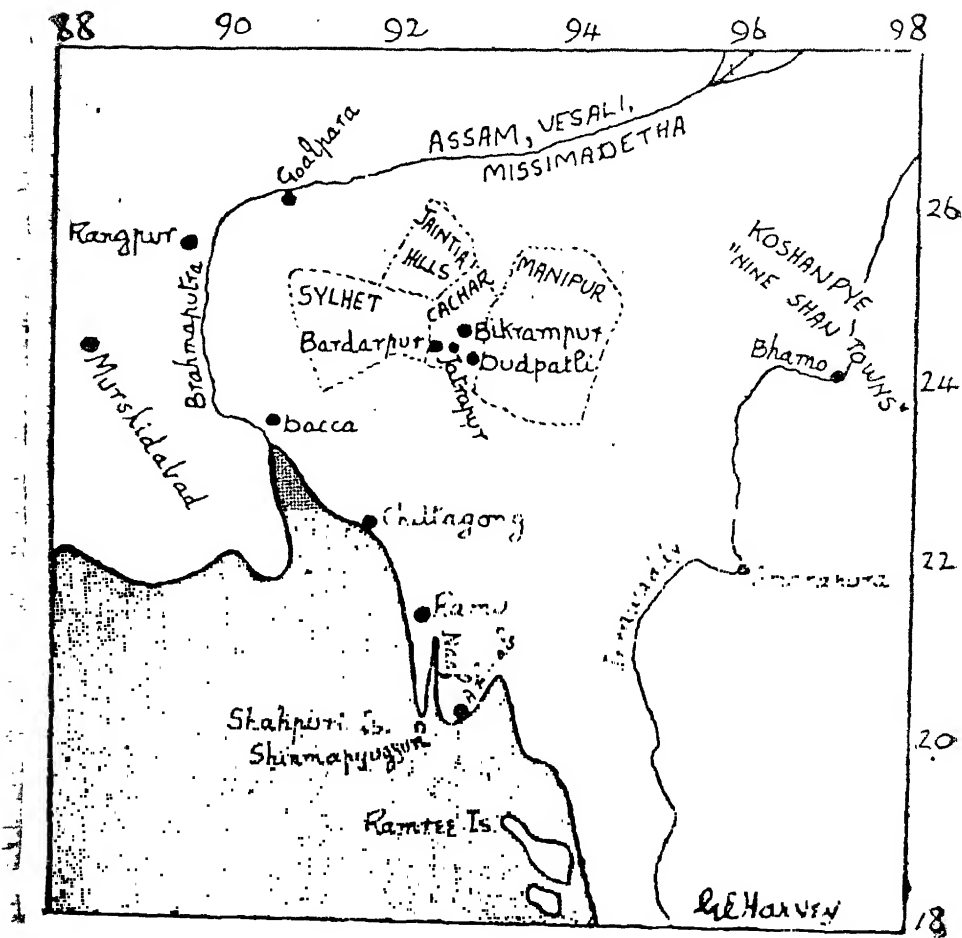 88 90 92 94 96 98
ASSAM, VESALI,
MISSIMADETHA
Goalpara
26
Rangpur
JAINTIA
HILLS
KOSHANPYE
"NINE SHAN TOWNS"
MANIPUR
CACHAR
SYLHET
Brahmaputra
Bikrampur
Bardarpur
Dudpatli
Jatrapur
Bhamo
24
Murshidabad
Dacca
Chittagong
22
Ramu
Shahpuri Is.
Shinmapyugyun
20
Ramree Is.
G E HARVEY
18